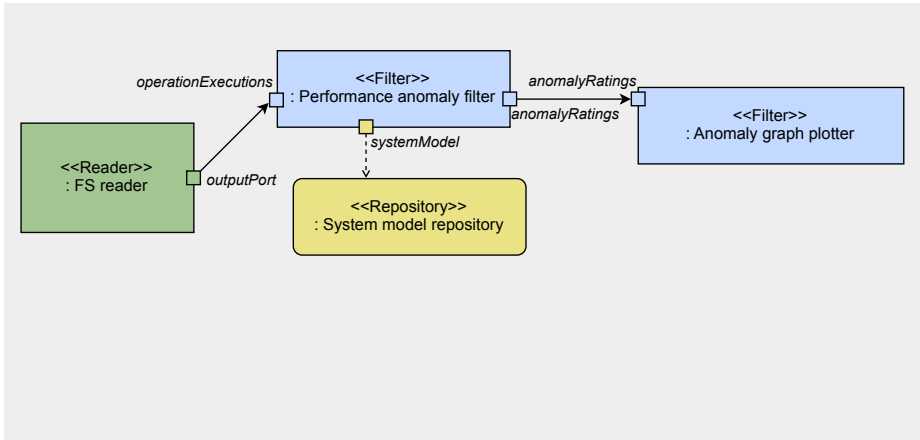 operationExecutions
<<Filter>>
: Performance anomaly filter
anomalyRatings
anomalyRatings
<<Filter>>
: Anomaly graph plotter
systemModel
<<Reader>>
: FS reader
outputPort
<<Repository>>
: System model repository